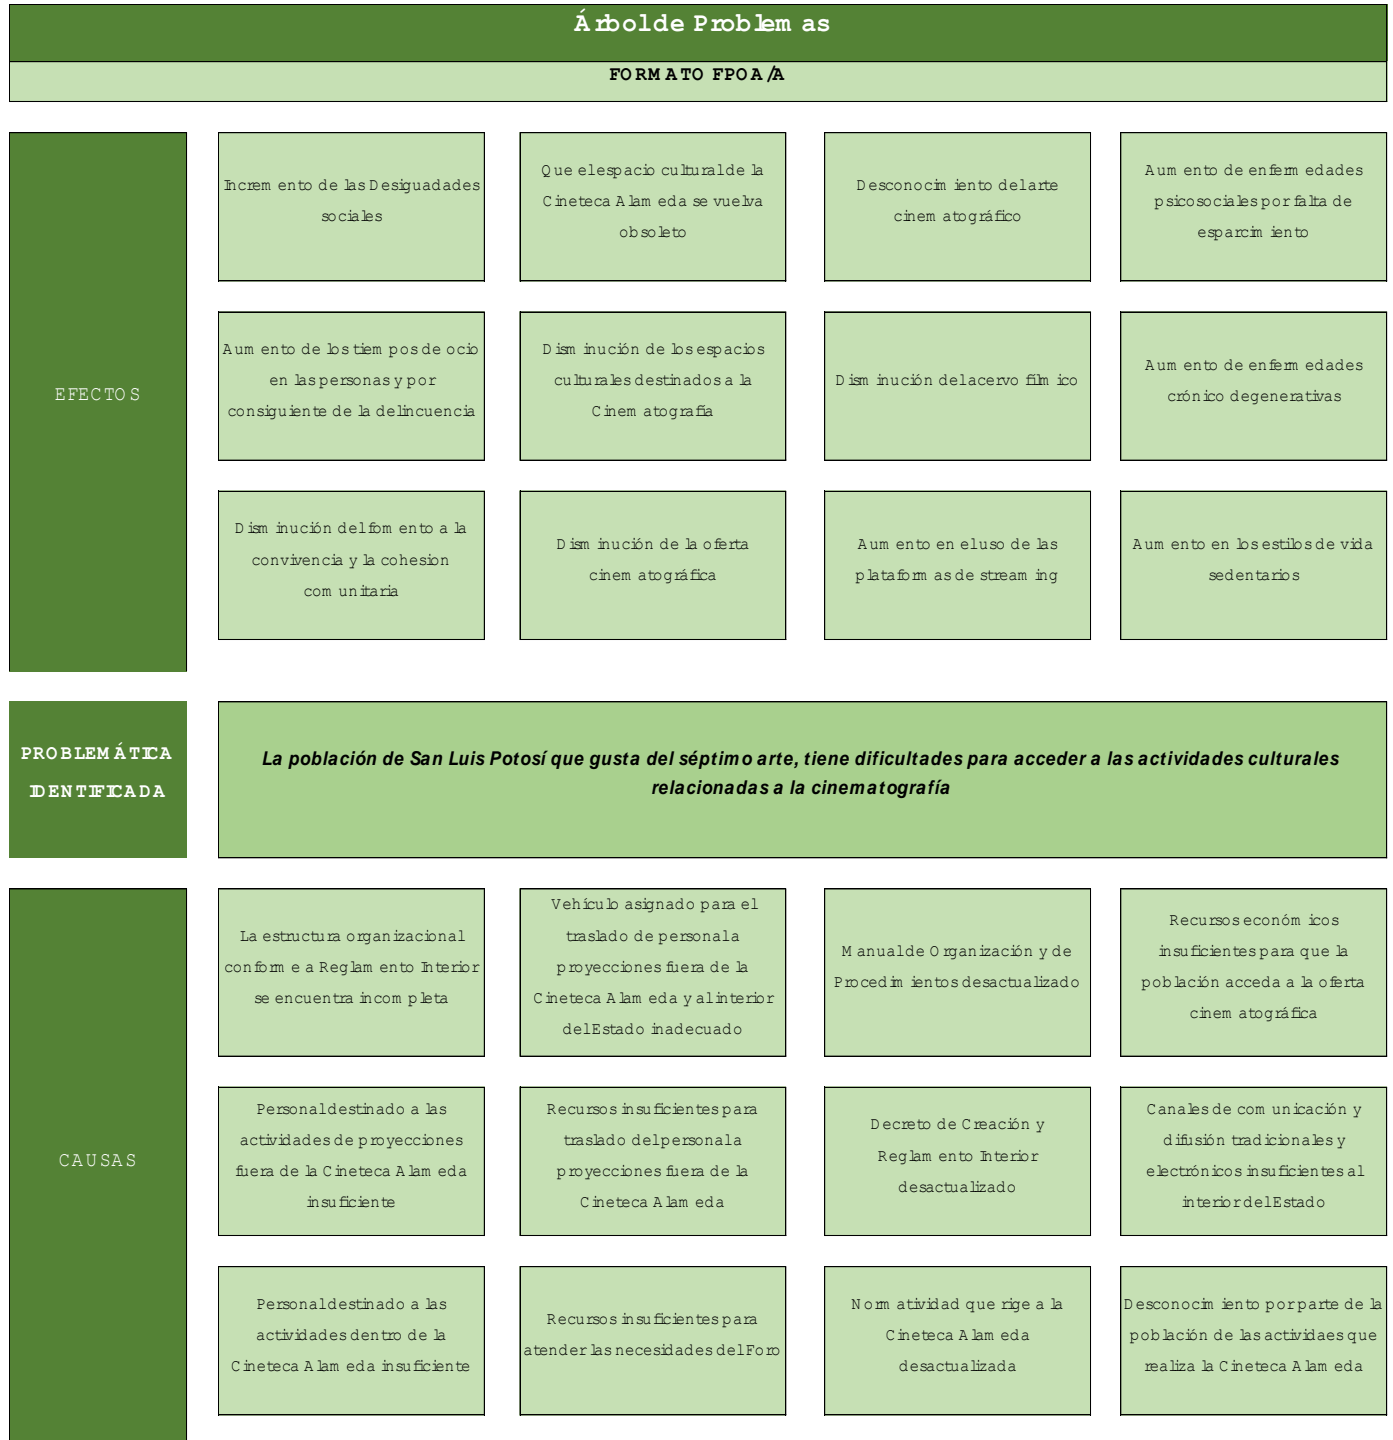 Árbol de Problemas
FORMATO FPOA/A
EFECTOS
Incremento de las Desiguadades
sociales
Que el espacio cultural de la
Cineteca Alameda se vuelva
obsoleto
Desconocimiento del arte
cinematográfico
Aumento de enfermedades
psicosociales por falta de
esparcimiento
Aumento de los tiempos de ocio
en las personas y por
consiguiente de la delincuencia
Disminución de los espacios
culturales destinados a la
Cinematografía
Disminución del acervo fílmico
Aumento de enfermedades
crónico degenerativas
Disminución del fomento a la
convivencia y la cohesion
comunitaria
Disminución de la oferta
cinematográfica
Aumento en el uso de las
plataformas de streaming
Aumento en los estilos de vida
sedentarios
PROBLEMÁTICA
IDENTIFICADA
La población de San Luis Potosí que gusta del séptimo arte, tiene dificultades para acceder a las actividades culturales
relacionadas a la cinematografía
CAUSAS
La estructura organizacional
conforme a Reglamento Interior
se encuentra incompleta
Vehículo asignado para el
traslado de personal a
proyecciones fuera de la
Cineteca Alameda y al interior
del Estado inadecuado
Manual de Organización y de
Procedimientos desactualizado
Recursos económicos
insuficientes para que la
población acceda a la oferta
cinematográfica
Personal destinado a las
actividades de proyecciones
fuera de la Cineteca Alameda
insuficiente
Recursos insuficientes para
traslado del personal a
proyecciones fuera de la
Cineteca Alameda
Decreto de Creación y
Reglamento Interior
desactualizado
Canales de comunicación y
difusión tradicionales y
electrónicos insuficientes al
interior del Estado
Personal destinado a las
actividades dentro de la
Cineteca Alameda insuficiente
Recursos insuficientes para
atender las necesidades del Foro
Normatividad que rige a la
Cineteca Alameda
desactualizada
Desconocimiento por parte de la
población de las actividaes que
realiza la Cineteca Alameda